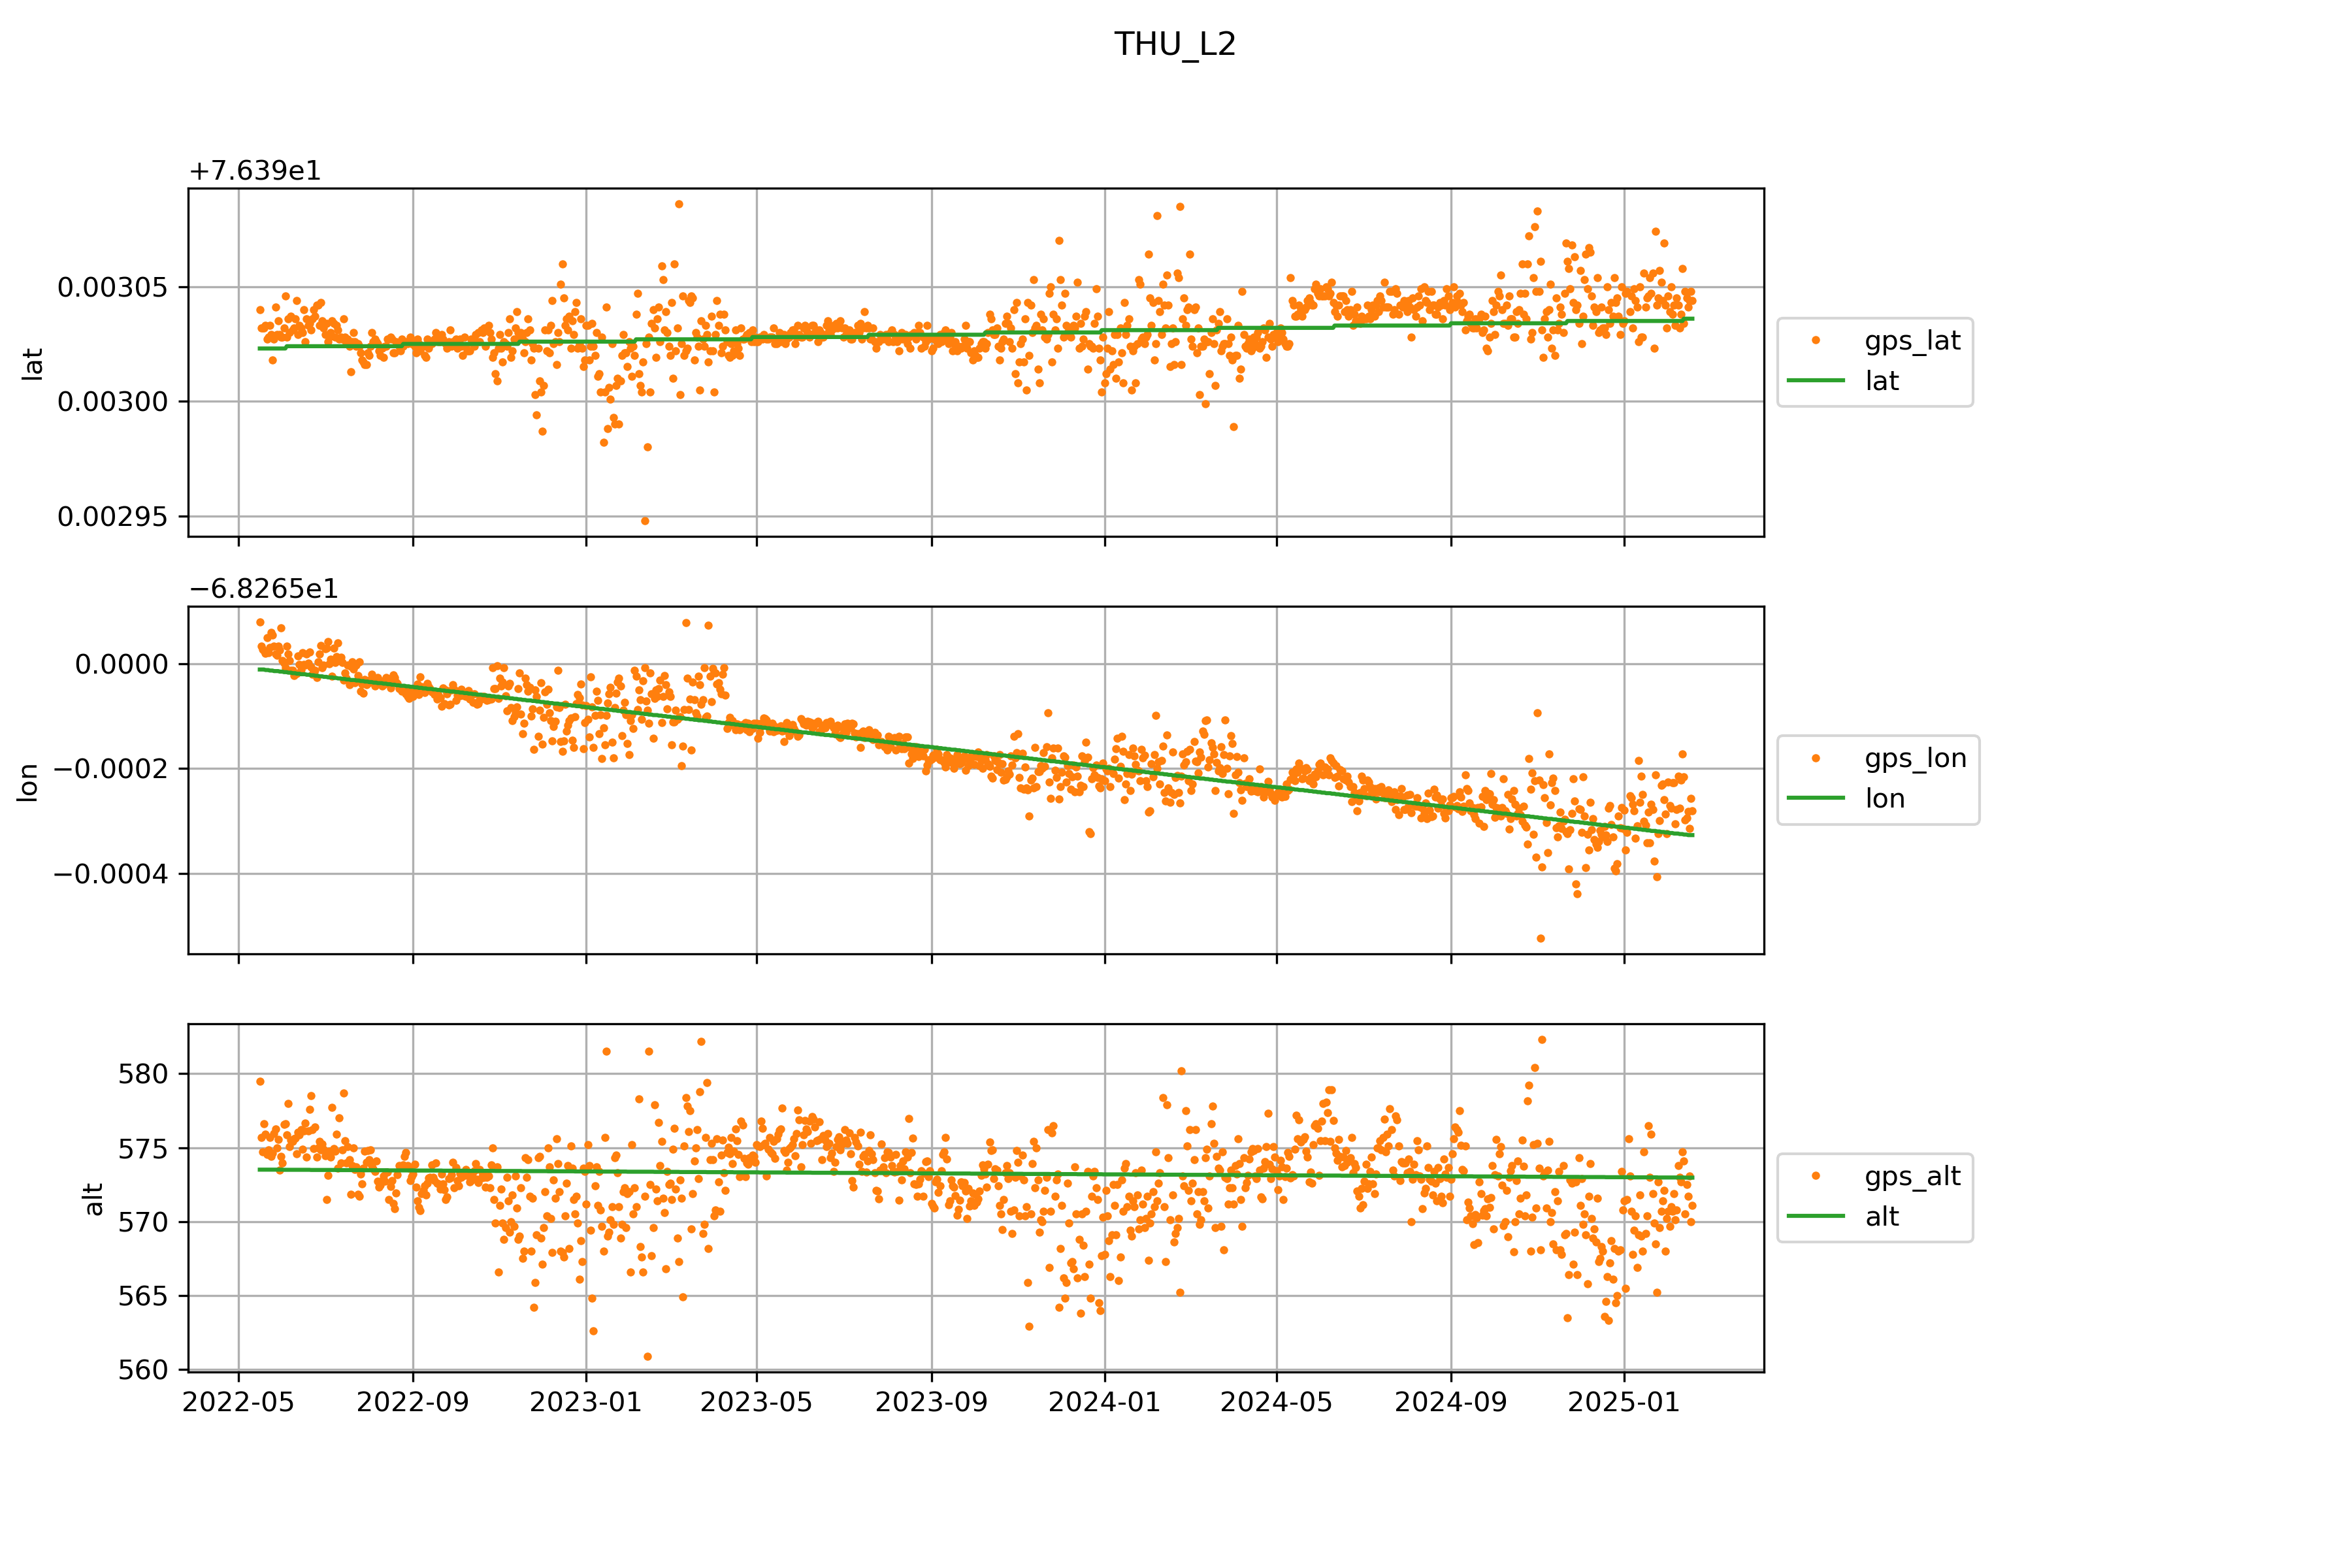 THU_L2
+7.639e1
0.00305
0.00300
0.00295
lat
gps_lat
lat
−6.8265e1
0.0000
−0.0002
−0.0004
lon
gps_lon
lon
580
575
570
565
560
alt
gps_alt
alt
2022-05 2022-09 2023-01 2023-05 2023-09 2024-01 2024-05 2024-09 2025-01